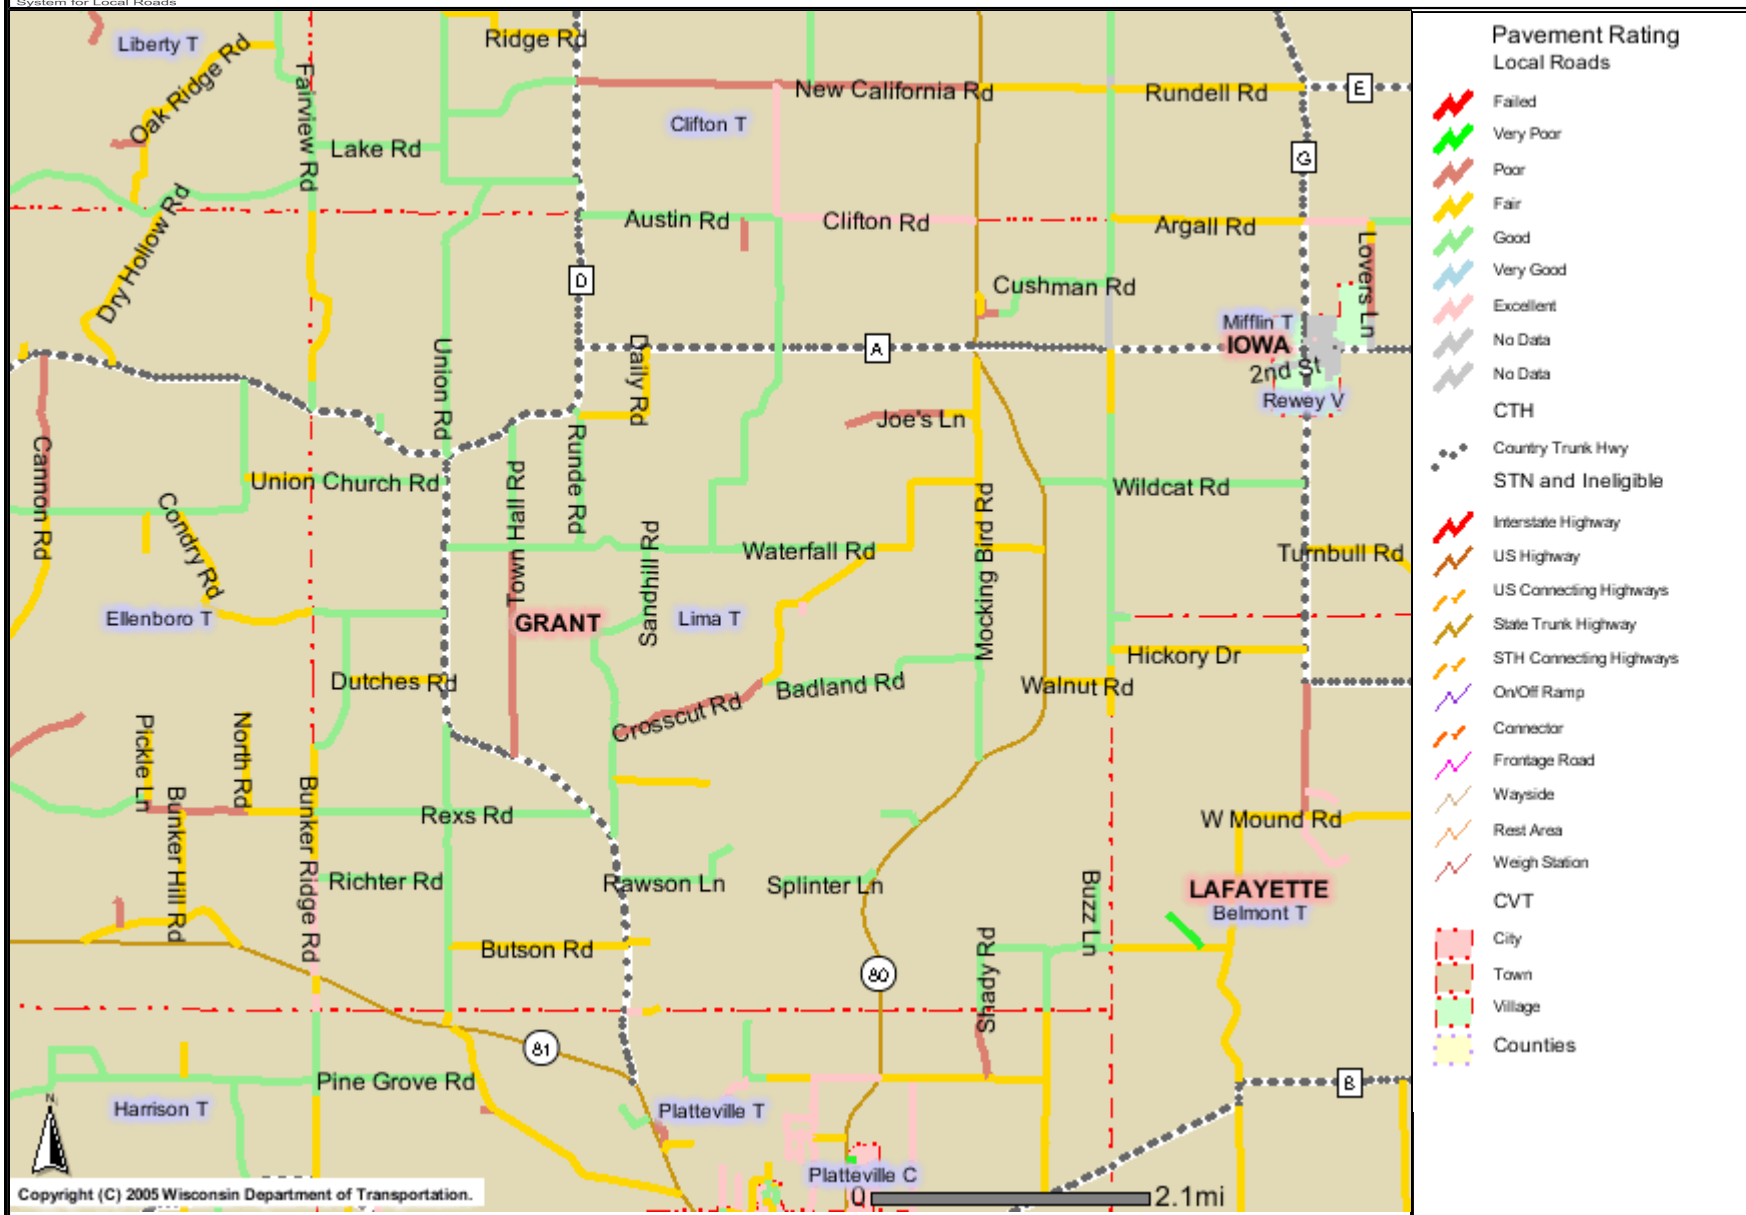 System for Local Roads
Liberty T
Oak Ridge Rd
Fairview Rd
Ridge Rd
New California Rd
Rundell Rd
E
Clifton T
Lake Rd
G
Dry Hollow Rd
Austin Rd
Clifton Rd
Argall Rd
Lovers Ln
D
Cushman Rd
Mifflin T
IOWA
2nd St
Rewey V
A
Union Rd
Daily Rd
Joe's Ln
Cannon Rd
Union Church Rd
Condry Rd
Town Hall Rd
Runde Rd
Sandhill Rd
Waterfall Rd
Mocking Bird Rd
Wildcat Rd
Turnbull Rd
Ellenboro T
GRANT
Lima T
Hickory Dr
Dutches Rd
Crosscut Rd
Badland Rd
Walnut Rd
Pickle Ln
North Rd
Bunker Hill Rd
Bunker Ridge Rd
Rexs Rd
W Mound Rd
Richter Rd
Rawson Ln
Splinter Ln
Buzz Ln
LAFAYETTE
Belmont T
Butson Rd
Shady Rd
80
81
Pine Grove Rd
B
Harrison T
Platteville T
Platteville C
N
Copyright (C) 2005 Wisconsin Department of Transportation.
0 2.1mi
Pavement Rating
Local Roads
Failed
Very Poor
Poor
Fair
Good
Very Good
Excellent
No Data
No Data
CTH
Country Trunk Hwy
STN and Ineligible
Interstate Highway
US Highway
US Connecting Highways
State Trunk Highway
STH Connecting Highways
On/Off Ramp
Connector
Frontage Road
Wayside
Rest Area
Weigh Station
CVT
City
Town
Village
Counties